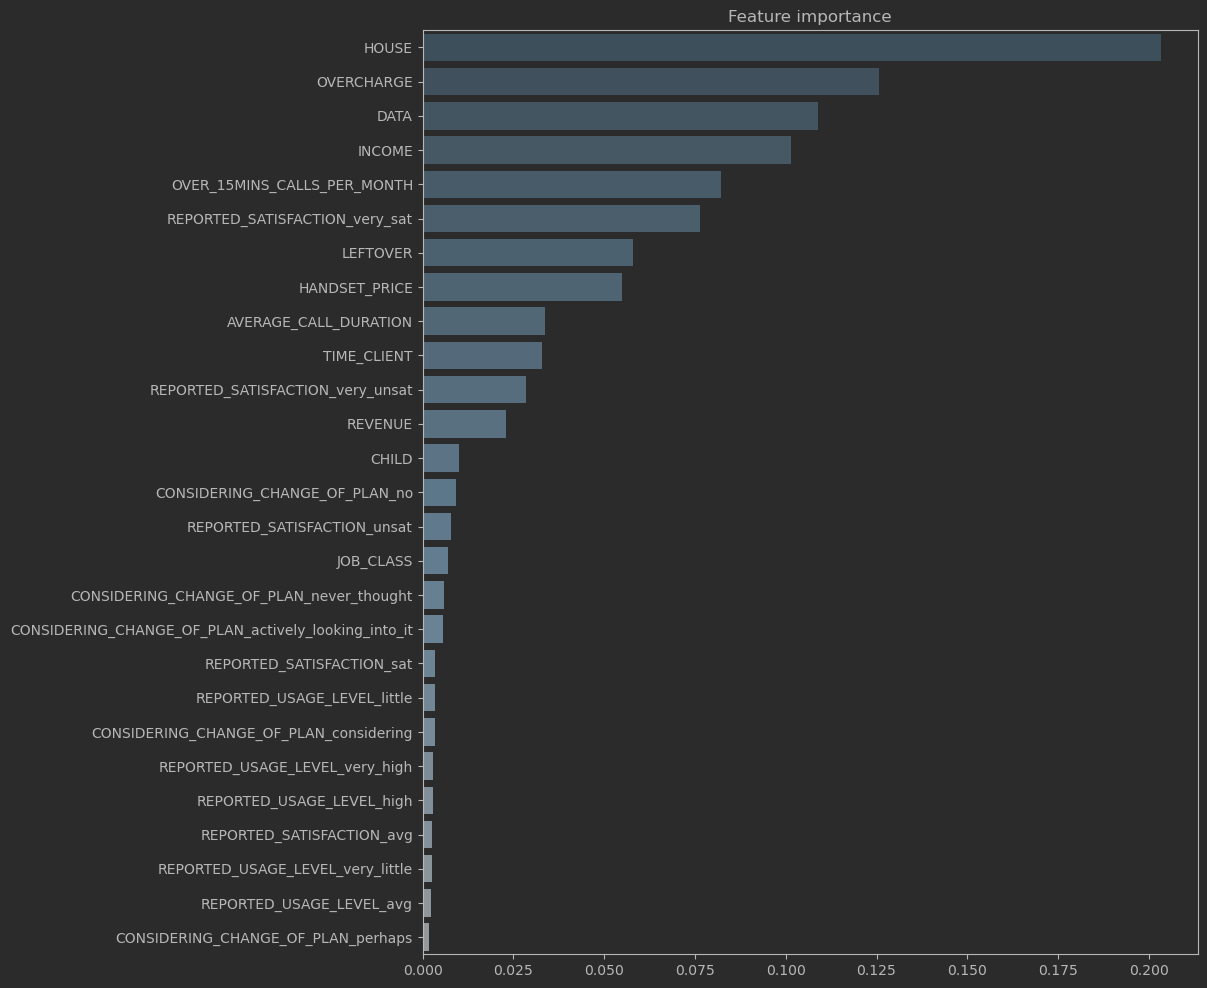 Feature importance
HOUSE
OVERCHARGE
DATA
INCOME
OVER_15MINS_CALLS_PER_MONTH
REPORTED_SATISFACTION_very_sat
LEFTOVER
HANDSET_PRICE
AVERAGE_CALL_DURATION
TIME_CLIENT
REPORTED_SATISFACTION_very_unsat
REVENUE
CHILD
CONSIDERING_CHANGE_OF_PLAN_no
REPORTED_SATISFACTION_unsat
JOB_CLASS
CONSIDERING_CHANGE_OF_PLAN_never_thought
CONSIDERING_CHANGE_OF_PLAN_actively_looking_into_it
REPORTED_SATISFACTION_sat
REPORTED_USAGE_LEVEL_little
CONSIDERING_CHANGE_OF_PLAN_considering
REPORTED_USAGE_LEVEL_very_high
REPORTED_USAGE_LEVEL_high
REPORTED_SATISFACTION_avg
REPORTED_USAGE_LEVEL_very_little
REPORTED_USAGE_LEVEL_avg
CONSIDERING_CHANGE_OF_PLAN_perhaps
0.000 0.025 0.050 0.075 0.100 0.125 0.150 0.175 0.200